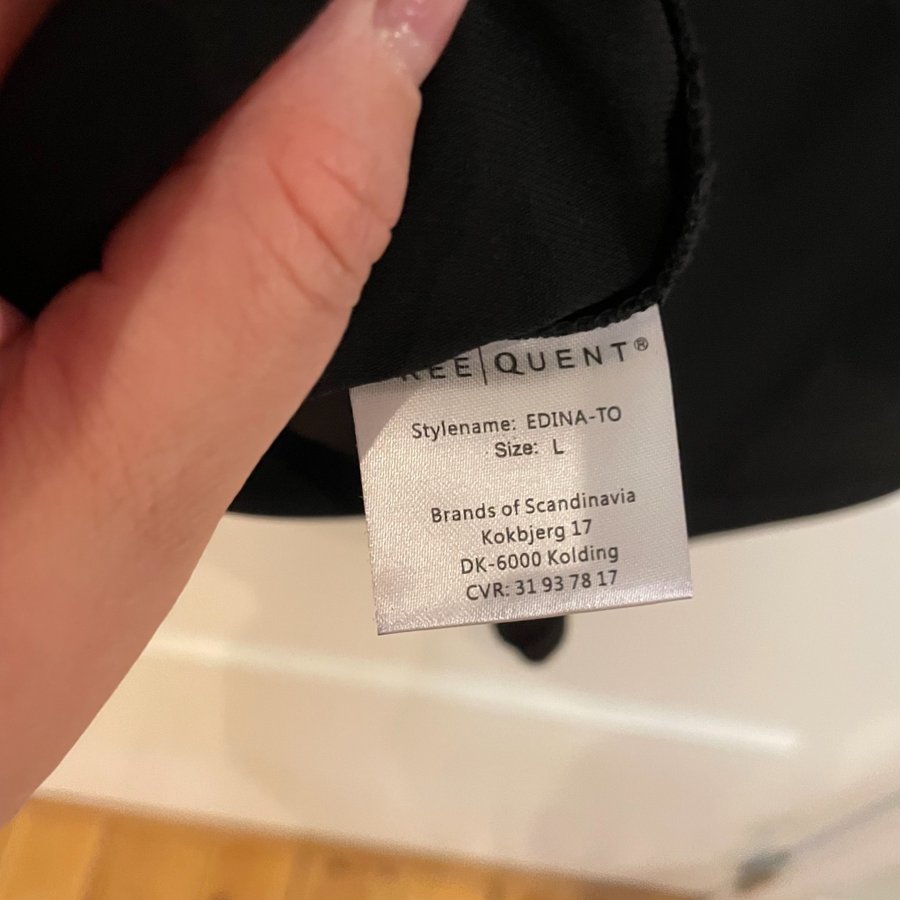 REE|QUENT®
Stylename: EDINA-TO
Size: L
Brands of Scandinavia
Kokbjerg 17
DK-6000 Kolding
CVR: 31 93 78 17